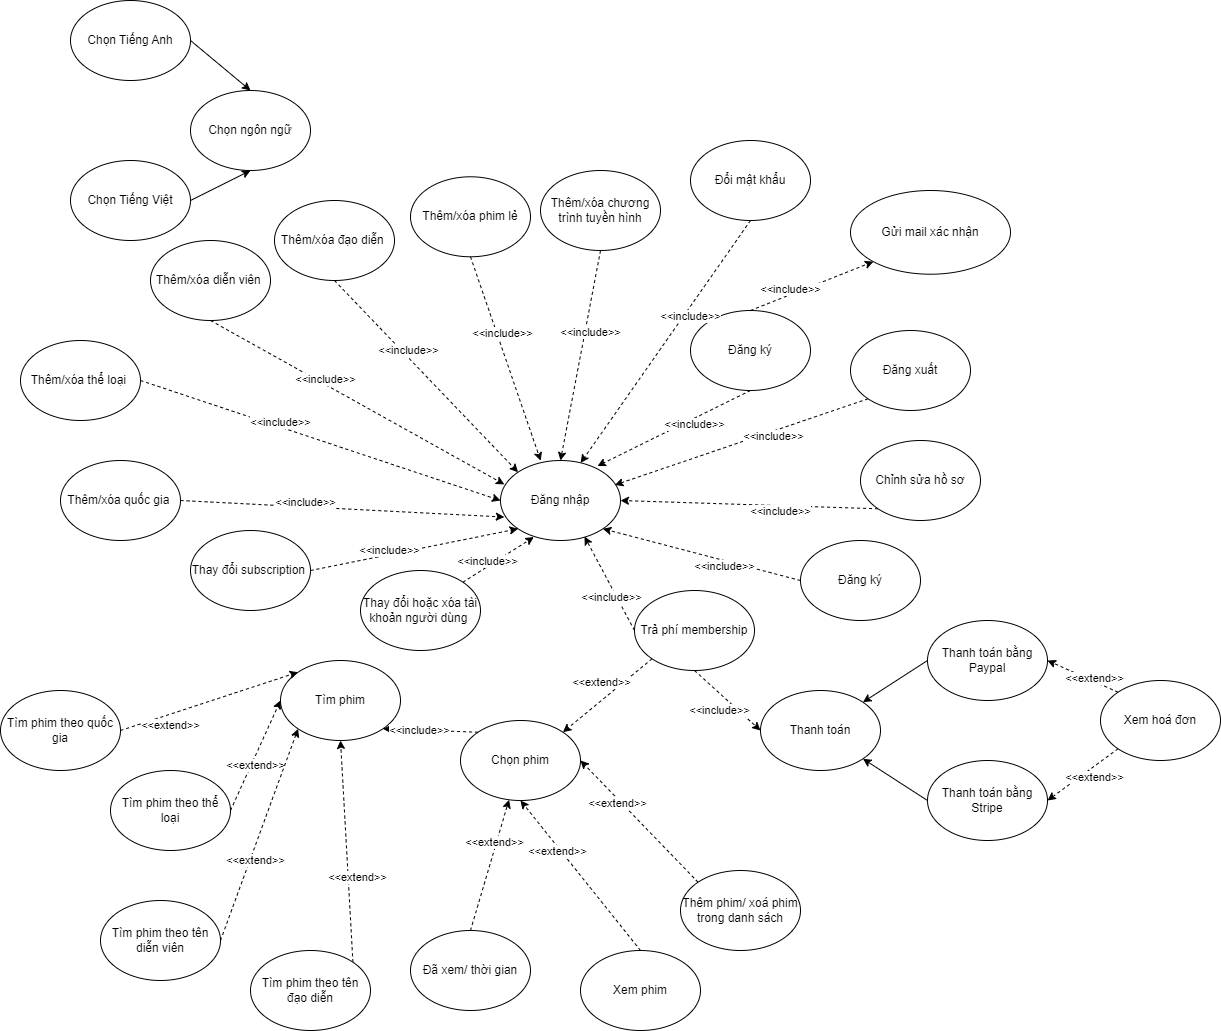 Chọn Tiếng Anh
Chọn ngôn ngữ
Chọn Tiếng Việt
Đổi mật khẩu
Thêm/xóa chương
trình tuyền hình
Thêm/xóa phim lẻ
Thêm/xóa đạo diễn
Gửi mail xác nhận
Thêm/xóa diễn viên
<<include>>
<<include>>
<<include>>
<<include>>
<<include>>
Đăng ký
<<include>>
Đăng xuất
Thêm/xóa thể loại
<<include>>
<<include>>
<<include>>
<<include>>
Chỉnh sửa hồ sơ
Thêm/xóa quốc gia
<<include>>
Đăng nhập
<<include>>
<<include>>
<<include>>
<<include>>
Thay đổi subscription
Đăng ký
Thay đổi hoặc xóa tài
khoản người dùng
<<include>>
Trả phí membership
Thanh toán bằng
Paypal
<<extend>>
<<extend>>
Tìm phim
<<include>>
Tìm phim theo quốc
gia
<<extend>>
<<include>>
Thanh toán
Xem hoá đơn
Chọn phim
<<extend>>
<<extend>>
Tìm phim theo thể
loại
<<extend>>
Thanh toán bằng
Stripe
<<extend>>
<<extend>>
<<extend>>
<<extend>>
Thêm phim/ xoá phim
trong danh sách
Tìm phim theo tên
diễn viên
Đã xem/ thời gian
Tìm phim theo tên
đạo diễn
Xem phim